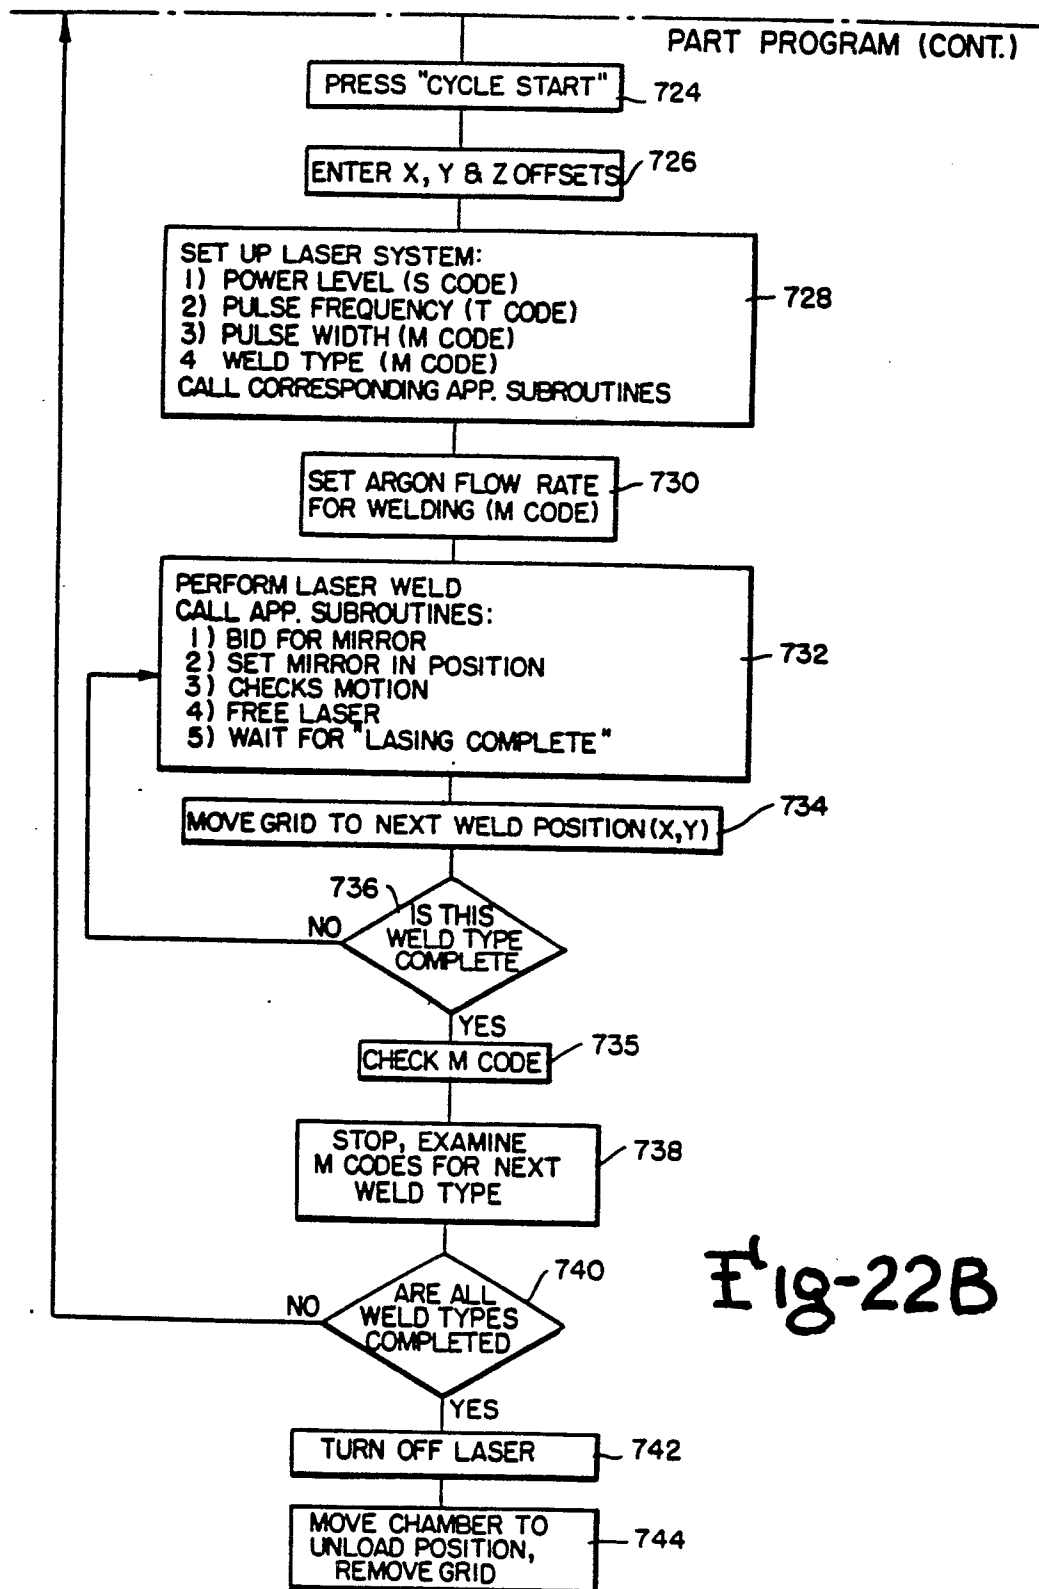 PART PROGRAM (CONT.)
PRESS "CYCLE START"
724
ENTER X, Y & Z OFFSETS
726
SET UP LASER SYSTEM:
1) POWER LEVEL (S CODE)
2) PULSE FREQUENCY (T CODE)
3) PULSE WIDTH (M CODE)
4 WELD TYPE (M CODE)
CALL CORRESPONDING APP. SUBROUTINES
728
SET ARGON FLOW RATE
FOR WELDING (M CODE)
730
PERFORM LASER WELD
CALL APP. SUBROUTINES:
1) BID FOR MIRROR
2) SET MIRROR IN POSITION
3) CHECKS MOTION
4) FREE LASER
5) WAIT FOR "LASING COMPLETE"
732
MOVE GRID TO NEXT WELD POSITION (X,Y)
734
736
IS THIS
WELD TYPE
COMPLETE
NO
YES
CHECK M CODE
735
STOP, EXAMINE
M CODES FOR NEXT
WELD TYPE
738
ARE ALL
WELD TYPES
COMPLETED
740
NO
YES
Fig-22B
TURN OFF LASER
742
MOVE CHAMBER TO
UNLOAD POSITION,
REMOVE GRID
744